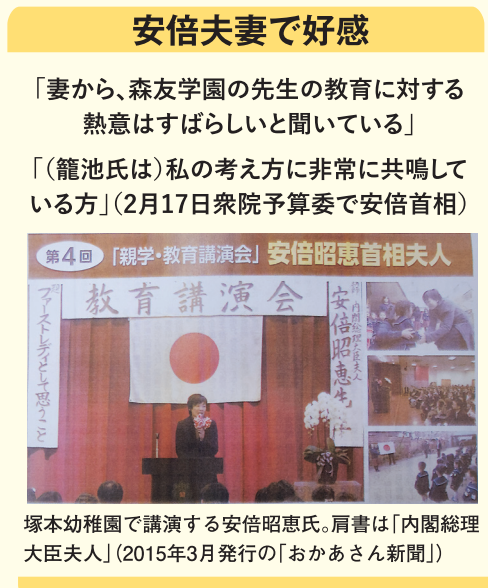 安倍夫妻で好感
「妻から、森友学園の先生の教育に対する
熱意はすばらしいと聞いている」
「(籠池氏は)私の考え方に非常に共鳴して
いる方」(2月17日衆院予算委で安倍首相)
第4回 「親学・教育講演会」 安倍昭恵首相夫人
教育講演会
ファーストレディとして思うこと
内閣総理大臣夫人
安倍昭恵先生
塚本幼稚園で講演する安倍昭恵氏。肩書は「内閣総理
大臣夫人」(2015年3月発行の「おかあさん新聞」)